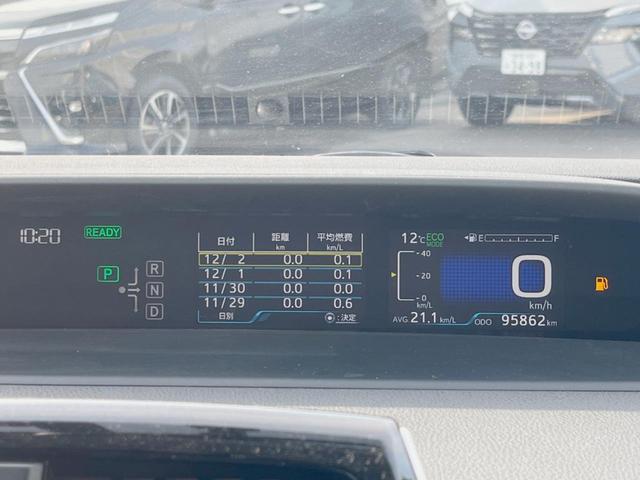 10:20
READY
P
R
N
D
日付 距離 km 平均燃費 km/L
12/ 2 0.0 0.1
12/ 1 0.0 0.1
11/30 0.0 0.0
11/29 0.0 0.6
日別 :決定
12℃ ECO MODE E F
40
20
0
km/L
0
km/h
AVG 21.1 km/L ODO 95862 km